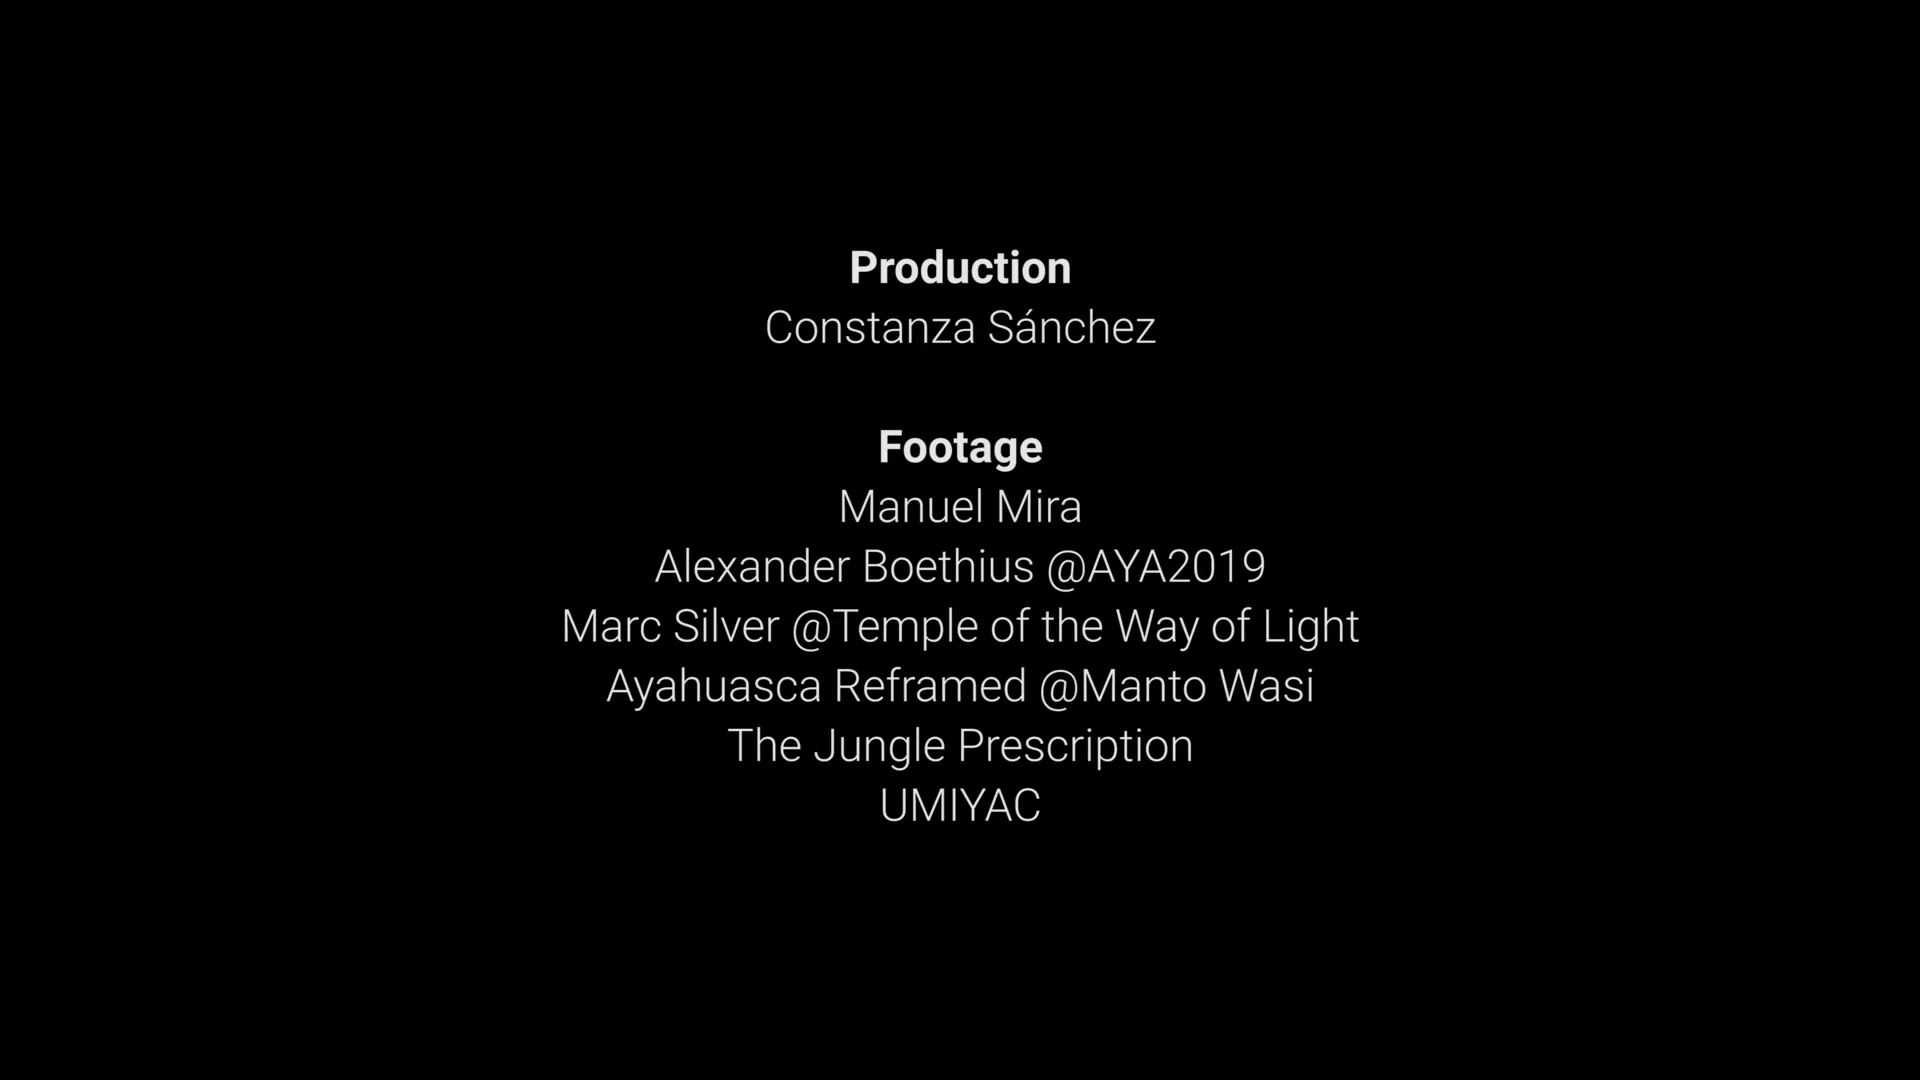 Production
Constanza Sánchez
Footage
Manuel Mira
Alexander Boethius @AYA2019
Marc Silver @Temple of the Way of Light
Ayahuasca Reframed @Manto Wasi
The Jungle Prescription
UMIYAC